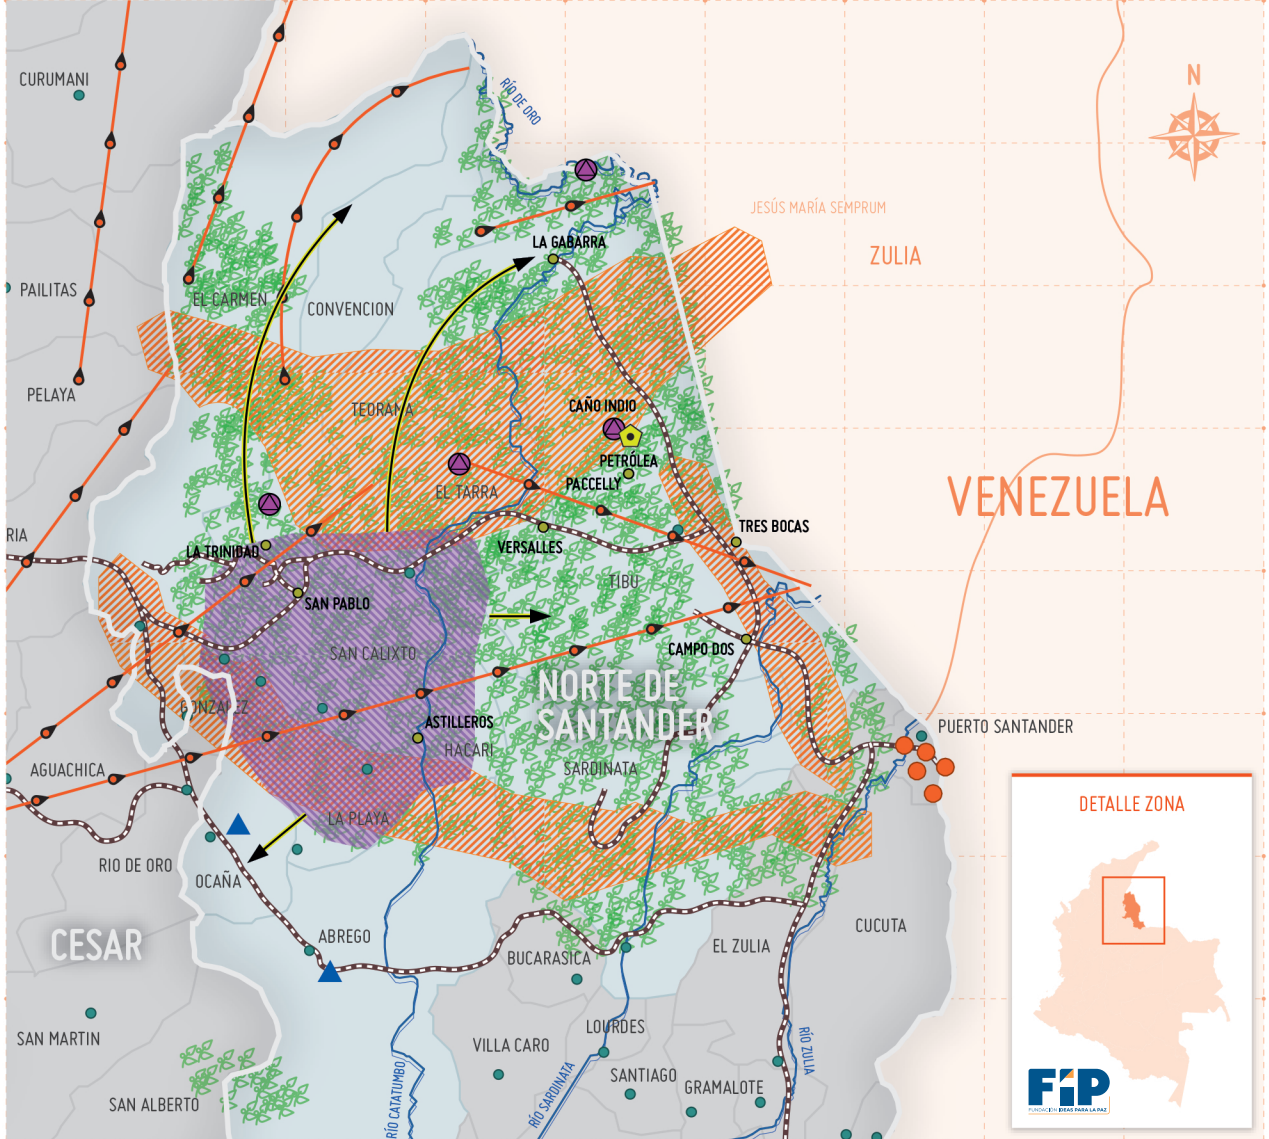 CURUMANI
RÍO DE ORO
N
JESÚS MARÍA SEMPRUM
ZULIA
LA GABARRA
PAILITAS
EL CARMEN
CONVENCION
PELAYA
TEORAMA
CAÑO INDIO
PETRÓLEA
PACCELLY
EL TARRA
VENEZUELA
RIA
LA TRINIDAD
VERSALLES
TRES BOCAS
TIBU
SAN PABLO
SAN CALIXTO
CAMPO DOS
NORTE DE
SANTANDER
GONZALEZ
ASTILLEROS
HACARI
PUERTO SANTANDER
AGUACHICA
SARDINATA
DETALLE ZONA
LA PLAYA
RIO DE ORO
OCAÑA
CESAR
ABREGO
BUCARASICA
EL ZULIA
CUCUTA
SAN MARTIN
LOURDES
VILLA CARO
RÍO ZULIA
SANTIAGO
GRAMALOTE
SAN ALBERTO
RÍO CATATUMBO
RÍO SARDINATA
FIP
FUNDACIÓN IDEAS PARA LA PAZ